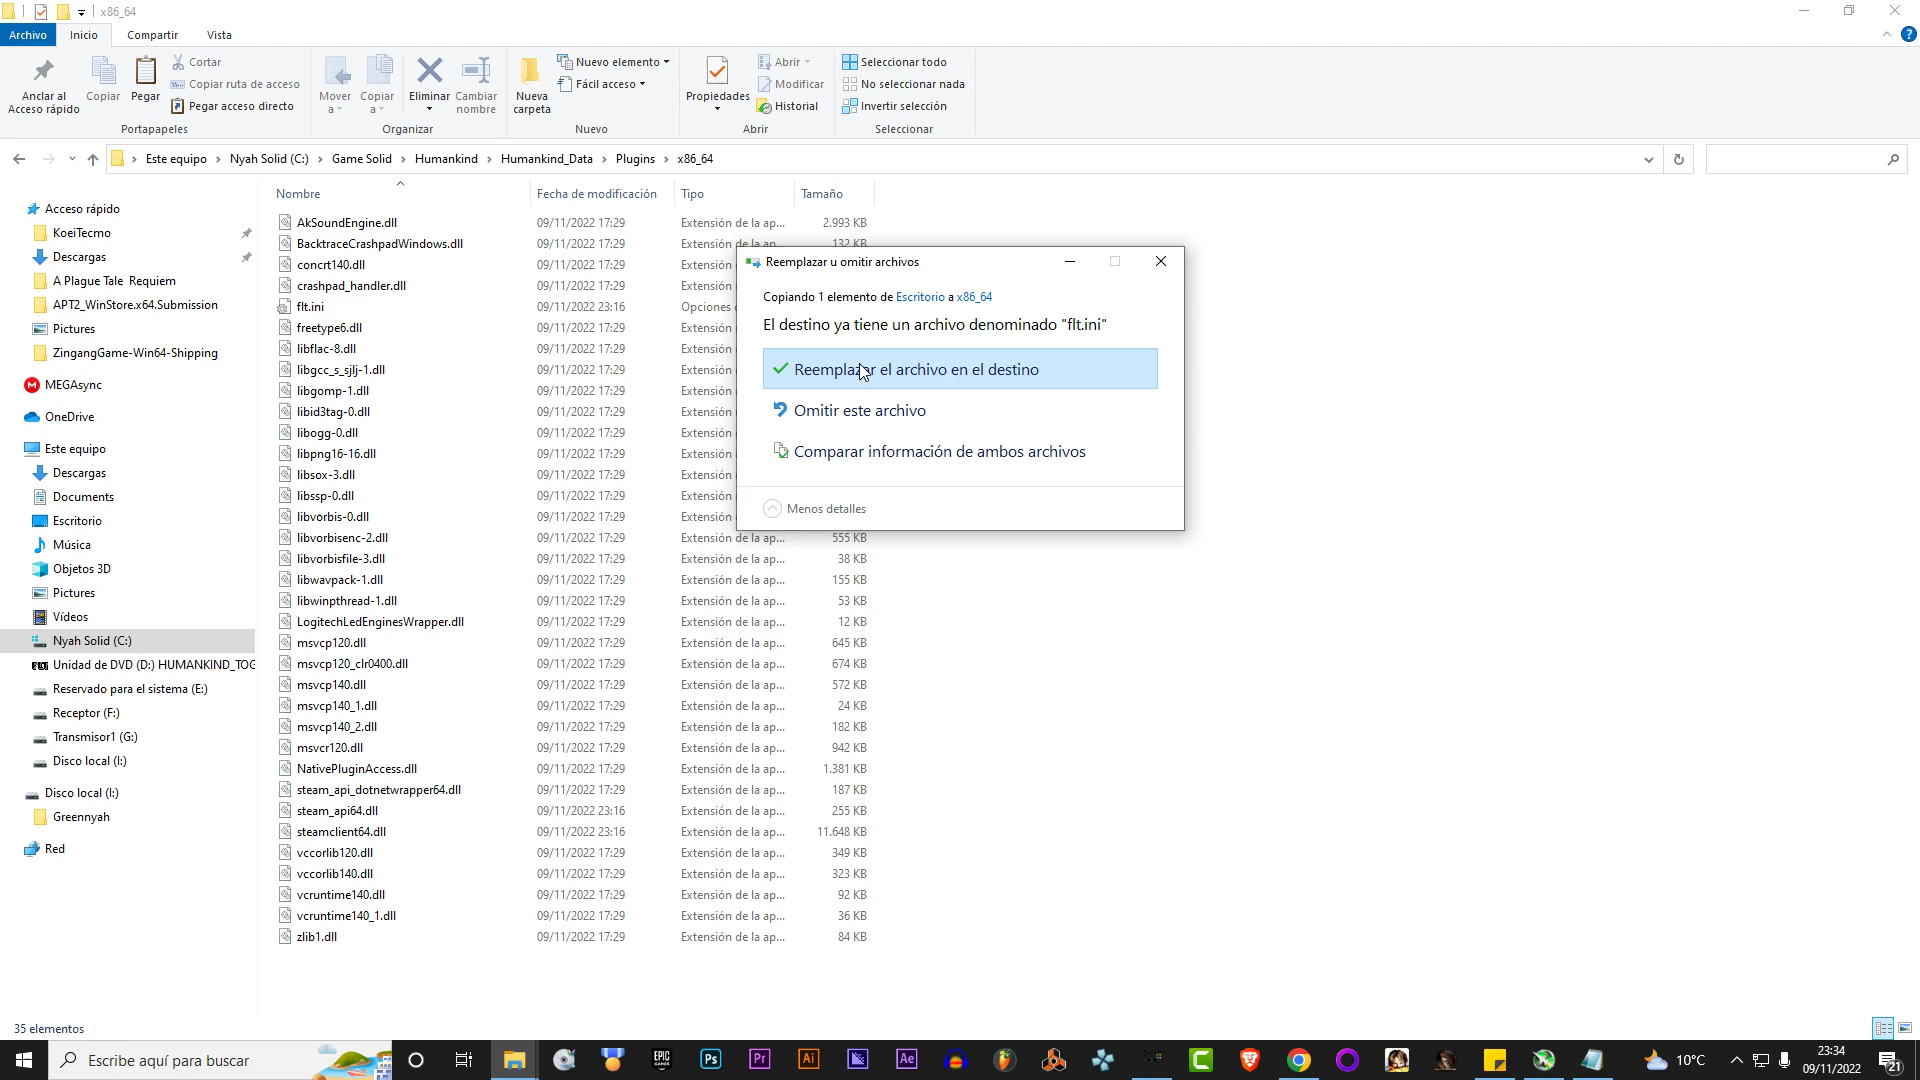 x86_64
Archivo
Inicio
Compartir
Vista
Anclar al
Acceso rápido
Copiar
Pegar
Cortar
Copiar ruta de acceso
Pegar acceso directo
Portapapeles
Mover
a
Copiar
a
Eliminar
Cambiar
nombre
Organizar
Nueva
carpeta
Nuevo elemento
Fácil acceso
Nuevo
Propiedades
Abrir
Modificar
Historial
Abrir
Seleccionar todo
No seleccionar nada
Invertir selección
Seleccionar
Este equipo > Nyah Solid (C:) > Game Solid > Humankind > Humankind_Data > Plugins > x86_64
Acceso rápido
KoeiTecmo
Descargas
A Plague Tale Requiem
APT2_WinStore.x64.Submission
Pictures
ZingangGame-Win64-Shipping
MEGAsync
OneDrive
Este equipo
Descargas
Documents
Escritorio
Música
Objetos 3D
Pictures
Vídeos
Nyah Solid (C:)
Unidad de DVD (D:) HUMANKIND_TOG
Reservado para el sistema (E:)
Receptor (F:)
Transmisor1 (G:)
Disco local (I:)
Disco local (I:)
Greennyah
Red
Nombre Fecha de modificación Tipo Tamaño
AkSoundEngine.dll 09/11/2022 17:29 Extensión de la ap... 2.993 KB
BacktraceCrashpadWindows.dll 09/11/2022 17:29 Extensión de la ap... 132 KB
concrt140.dll 09/11/2022 17:29 Extensión
crashpad_handler.dll 09/11/2022 17:29 Extensión
flt.ini 09/11/2022 23:16 Opciones
freetype6.dll 09/11/2022 17:29 Extensión
libflac-8.dll 09/11/2022 17:29 Extensión
libgcc_s_sjlj-1.dll 09/11/2022 17:29 Extensión
libgomp-1.dll 09/11/2022 17:29 Extensión
libid3tag-0.dll 09/11/2022 17:29 Extensión
libogg-0.dll 09/11/2022 17:29 Extensión
libpng16-16.dll 09/11/2022 17:29 Extensión
libsox-3.dll 09/11/2022 17:29 Extensión
libssp-0.dll 09/11/2022 17:29 Extensión
libvorbis-0.dll 09/11/2022 17:29 Extensión
libvorbisenc-2.dll 09/11/2022 17:29 Extensión de la ap... 555 KB
libvorbisfile-3.dll 09/11/2022 17:29 Extensión de la ap... 38 KB
libwavpack-1.dll 09/11/2022 17:29 Extensión de la ap... 155 KB
libwinpthread-1.dll 09/11/2022 17:29 Extensión de la ap... 53 KB
LogitechLedEnginesWrapper.dll 09/11/2022 17:29 Extensión de la ap... 12 KB
msvcp120.dll 09/11/2022 17:29 Extensión de la ap... 645 KB
msvcp120_clr0400.dll 09/11/2022 17:29 Extensión de la ap... 674 KB
msvcp140.dll 09/11/2022 17:29 Extensión de la ap... 572 KB
msvcp140_1.dll 09/11/2022 17:29 Extensión de la ap... 24 KB
msvcp140_2.dll 09/11/2022 17:29 Extensión de la ap... 182 KB
msvcr120.dll 09/11/2022 17:29 Extensión de la ap... 942 KB
NativePluginAccess.dll 09/11/2022 17:29 Extensión de la ap... 1.381 KB
steam_api_dotnetwrapper64.dll 09/11/2022 17:29 Extensión de la ap... 187 KB
steam_api64.dll 09/11/2022 23:16 Extensión de la ap... 255 KB
steamclient64.dll 09/11/2022 23:16 Extensión de la ap... 11.648 KB
vccorlib120.dll 09/11/2022 17:29 Extensión de la ap... 349 KB
vccorlib140.dll 09/11/2022 17:29 Extensión de la ap... 323 KB
vcruntime140.dll 09/11/2022 17:29 Extensión de la ap... 92 KB
vcruntime140_1.dll 09/11/2022 17:29 Extensión de la ap... 36 KB
zlib1.dll 09/11/2022 17:29 Extensión de la ap... 84 KB
Reemplazar u omitir archivos
Copiando 1 elemento de Escritorio a x86_64
El destino ya tiene un archivo denominado "flt.ini"
Reemplazar el archivo en el destino
Omitir este archivo
Comparar información de ambos archivos
Menos detalles
35 elementos
Escribe aquí para buscar
EPIC
GAMES
Ps
Pr
Ai
Ae
10°C
23:34
09/11/2022
21